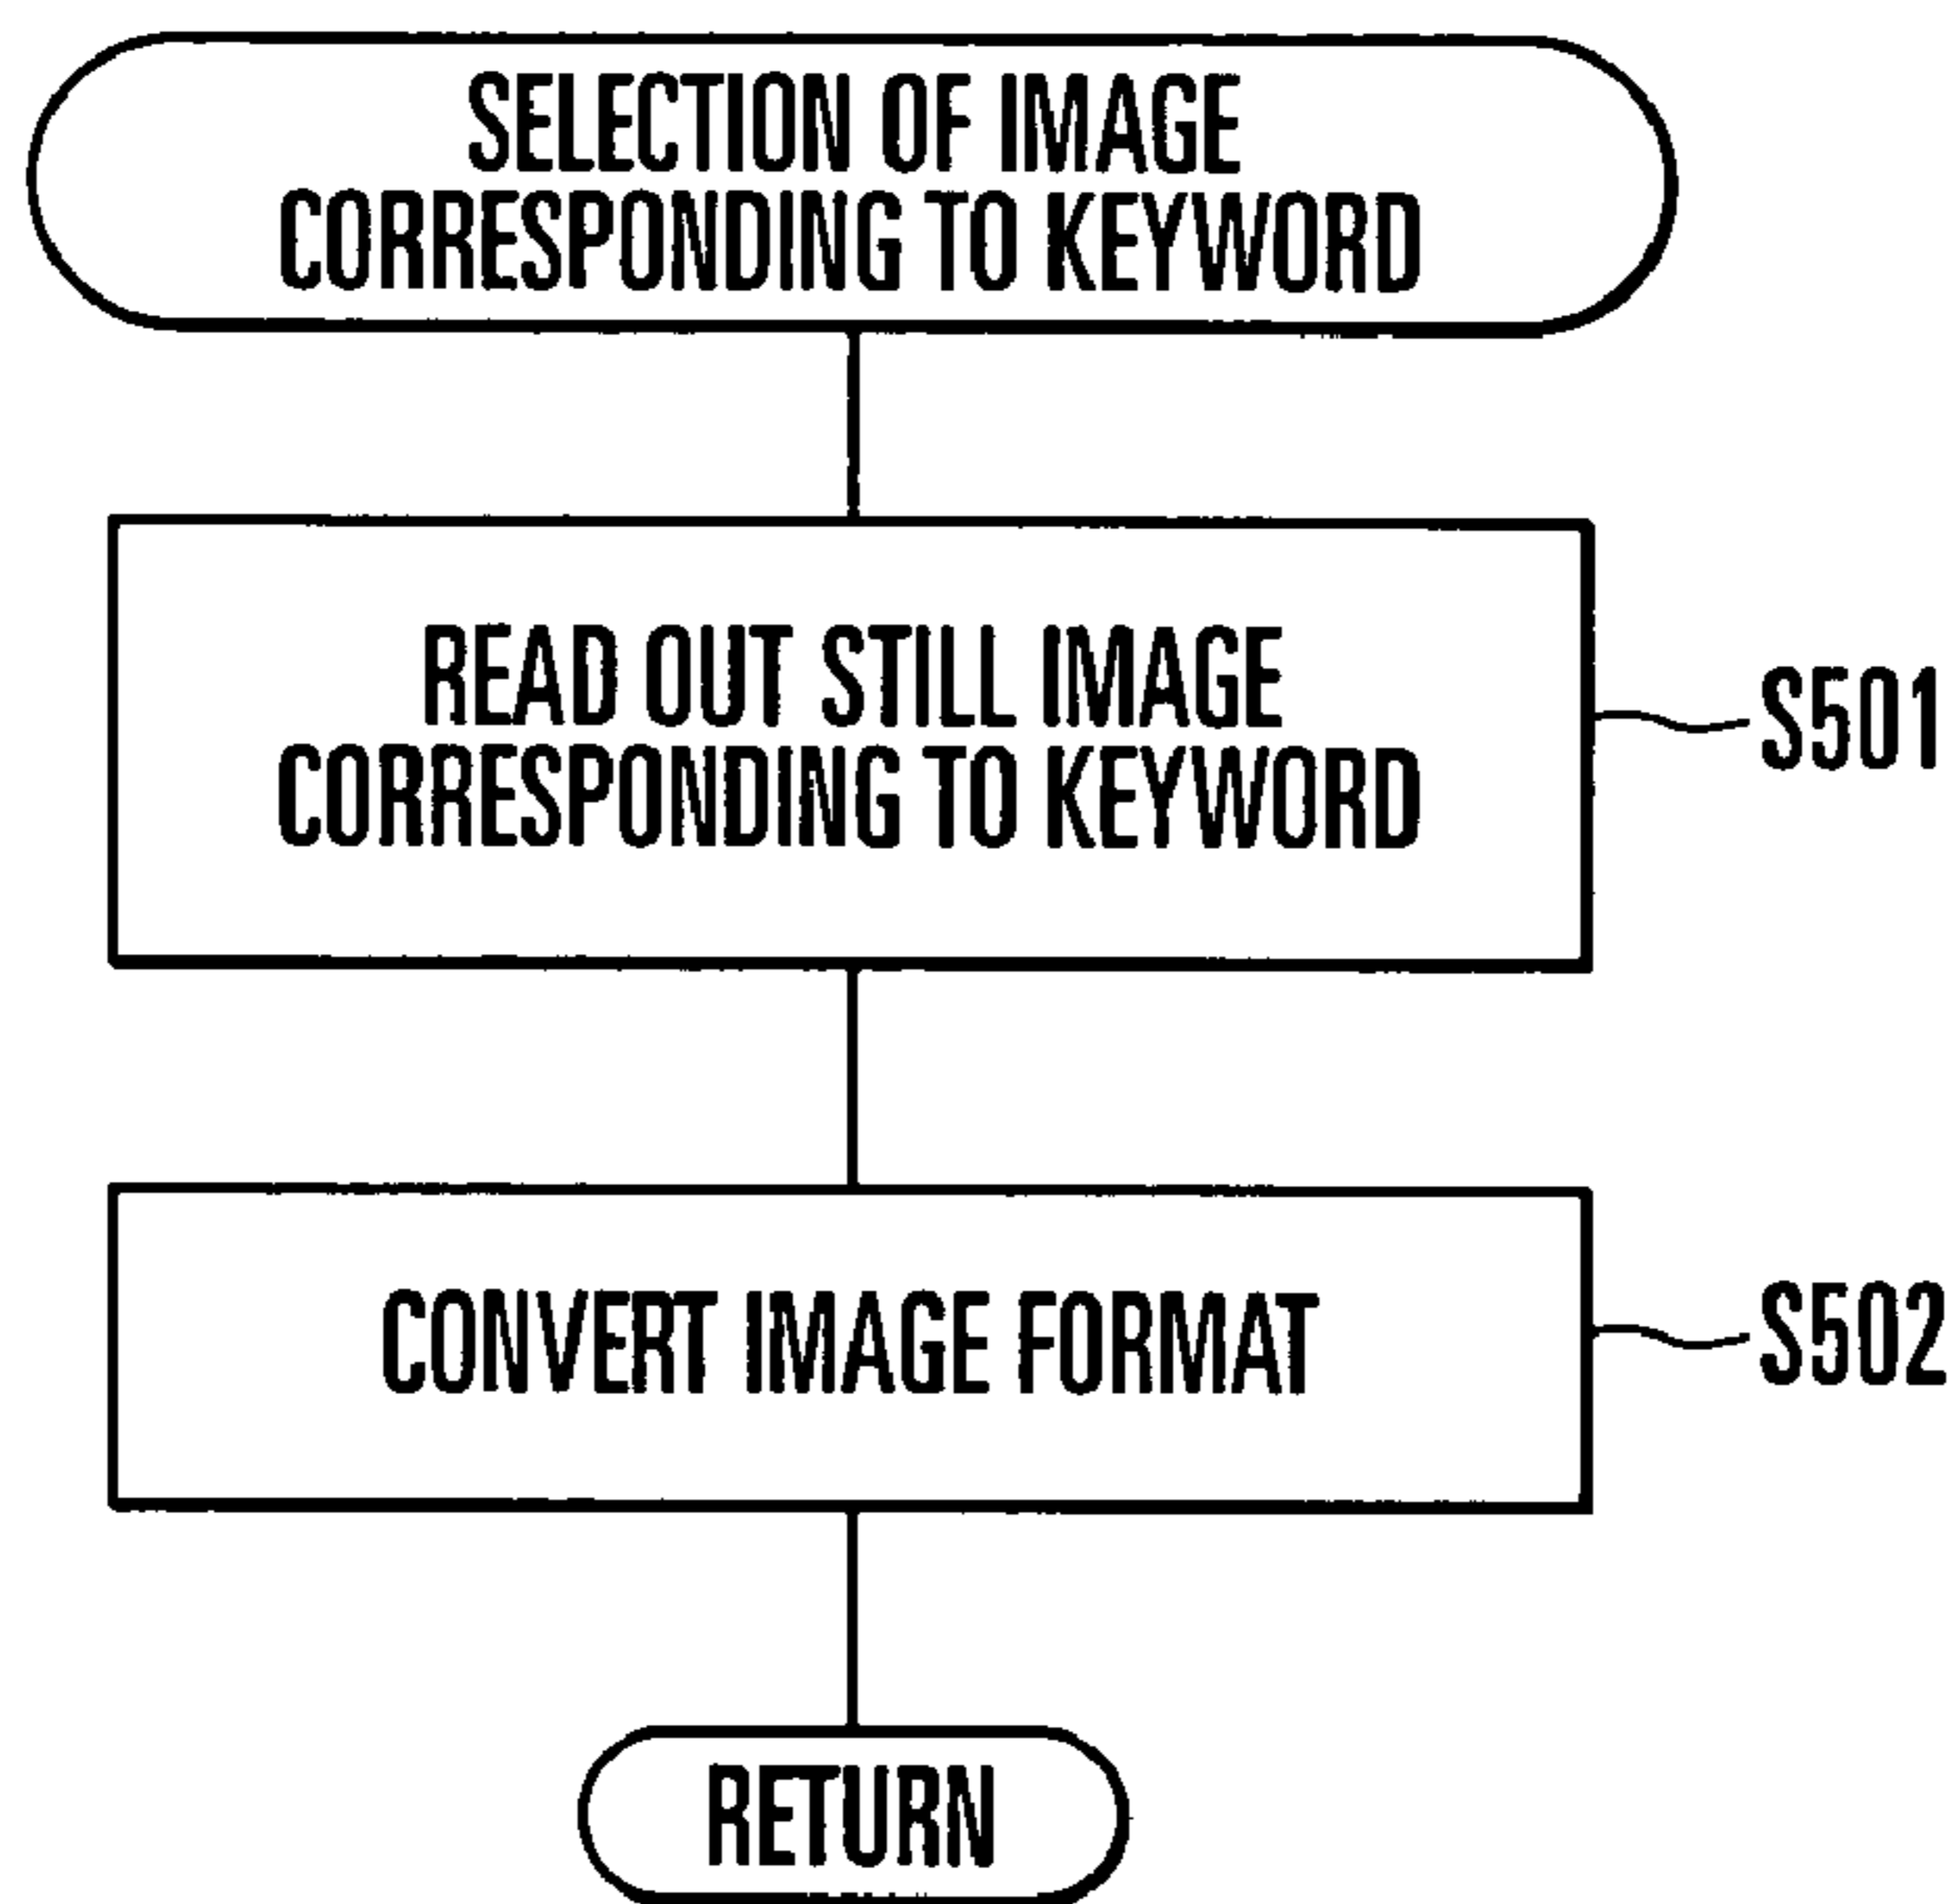 SELECTION OF IMAGE
CORRESPONDING TO KEYWORD
READ OUT STILL IMAGE
CORRESPONDING TO KEYWORD
S501
CONVERT IMAGE FORMAT
S502
RETURN